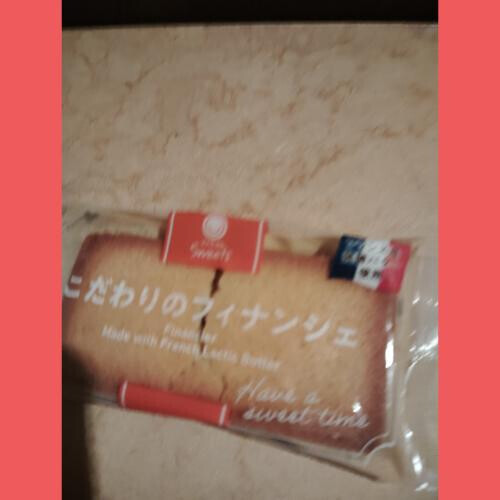 Sweets
こだわりのフィナンシェ
Financier
Made with French Lactic Butter
Have a
sweet time